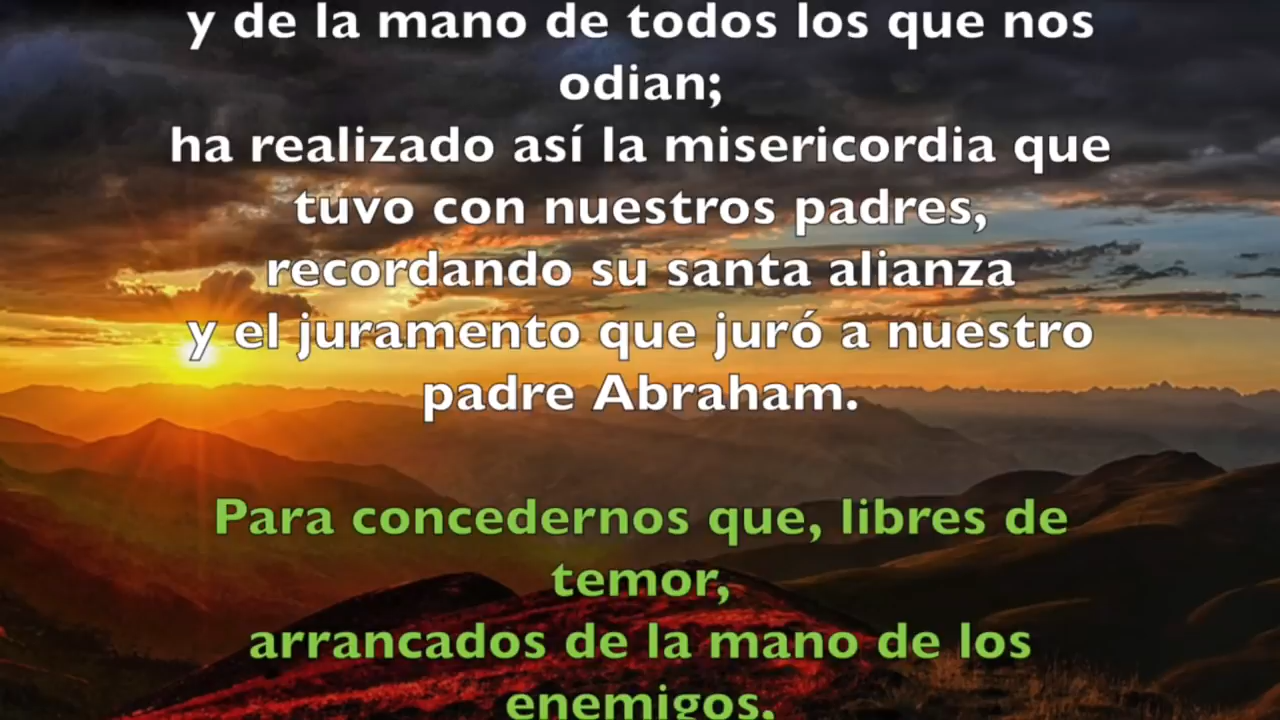 y de la mano de todos los que nos
odian;
ha realizado así la misericordia que
tuvo con nuestros padres,
recordando su santa alianza
y el juramento que juró a nuestro
padre Abraham.
Para concedernos que, libres de
temor,
arrancados de la mano de los
enemigos,